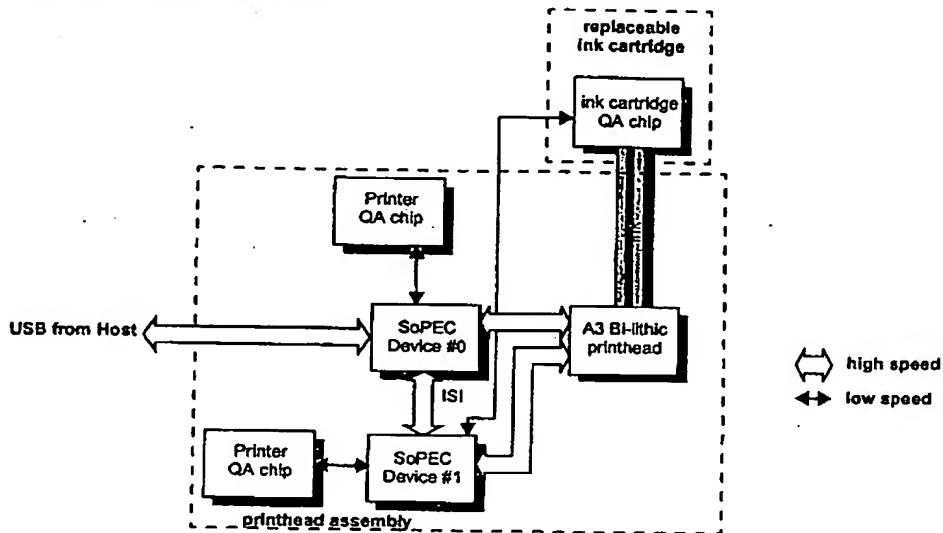 replaceable
ink cartridge
ink cartridge
QA chip
Printer
QA chip
USB from Host
SoPEC
Device #0
A3 Bi-lithic
printhead
high speed
low speed
ISI
Printer
QA chip
SoPEC
Device #1
printhead assembly